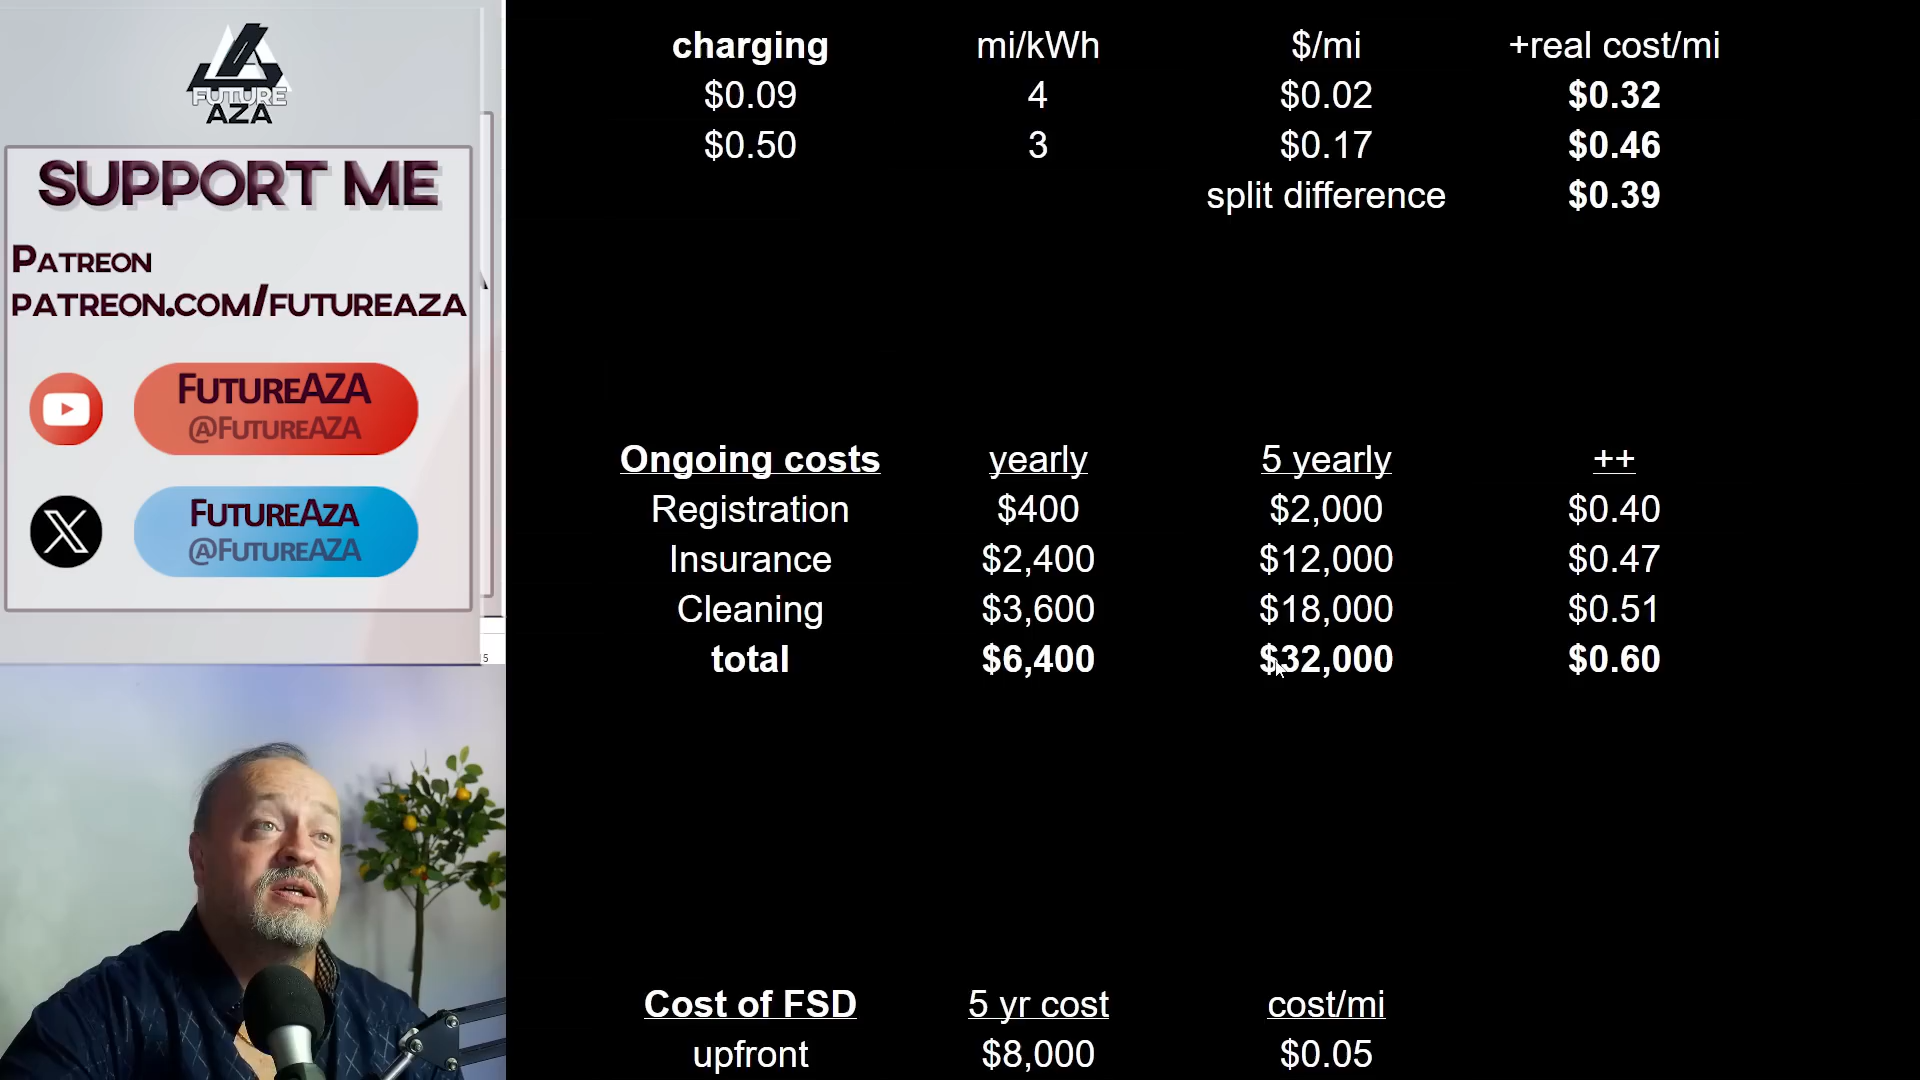 FUTURE
AZA
SUPPORT ME
PATREON
PATREON.COM/FUTUREAZA
FUTUREAZA
@FUTUREAZA
FUTUREAZA
@FUTUREAZA
15
charging mi/kWh $/mi +real cost/mi
$0.09 4 $0.02 $0.32
$0.50 3 $0.17 $0.46
split difference $0.39
Ongoing costs yearly 5 yearly ++
Registration $400 $2,000 $0.40
Insurance $2,400 $12,000 $0.47
Cleaning $3,600 $18,000 $0.51
total $6,400 $32,000 $0.60
Cost of FSD 5 yr cost cost/mi
upfront $8,000 $0.05